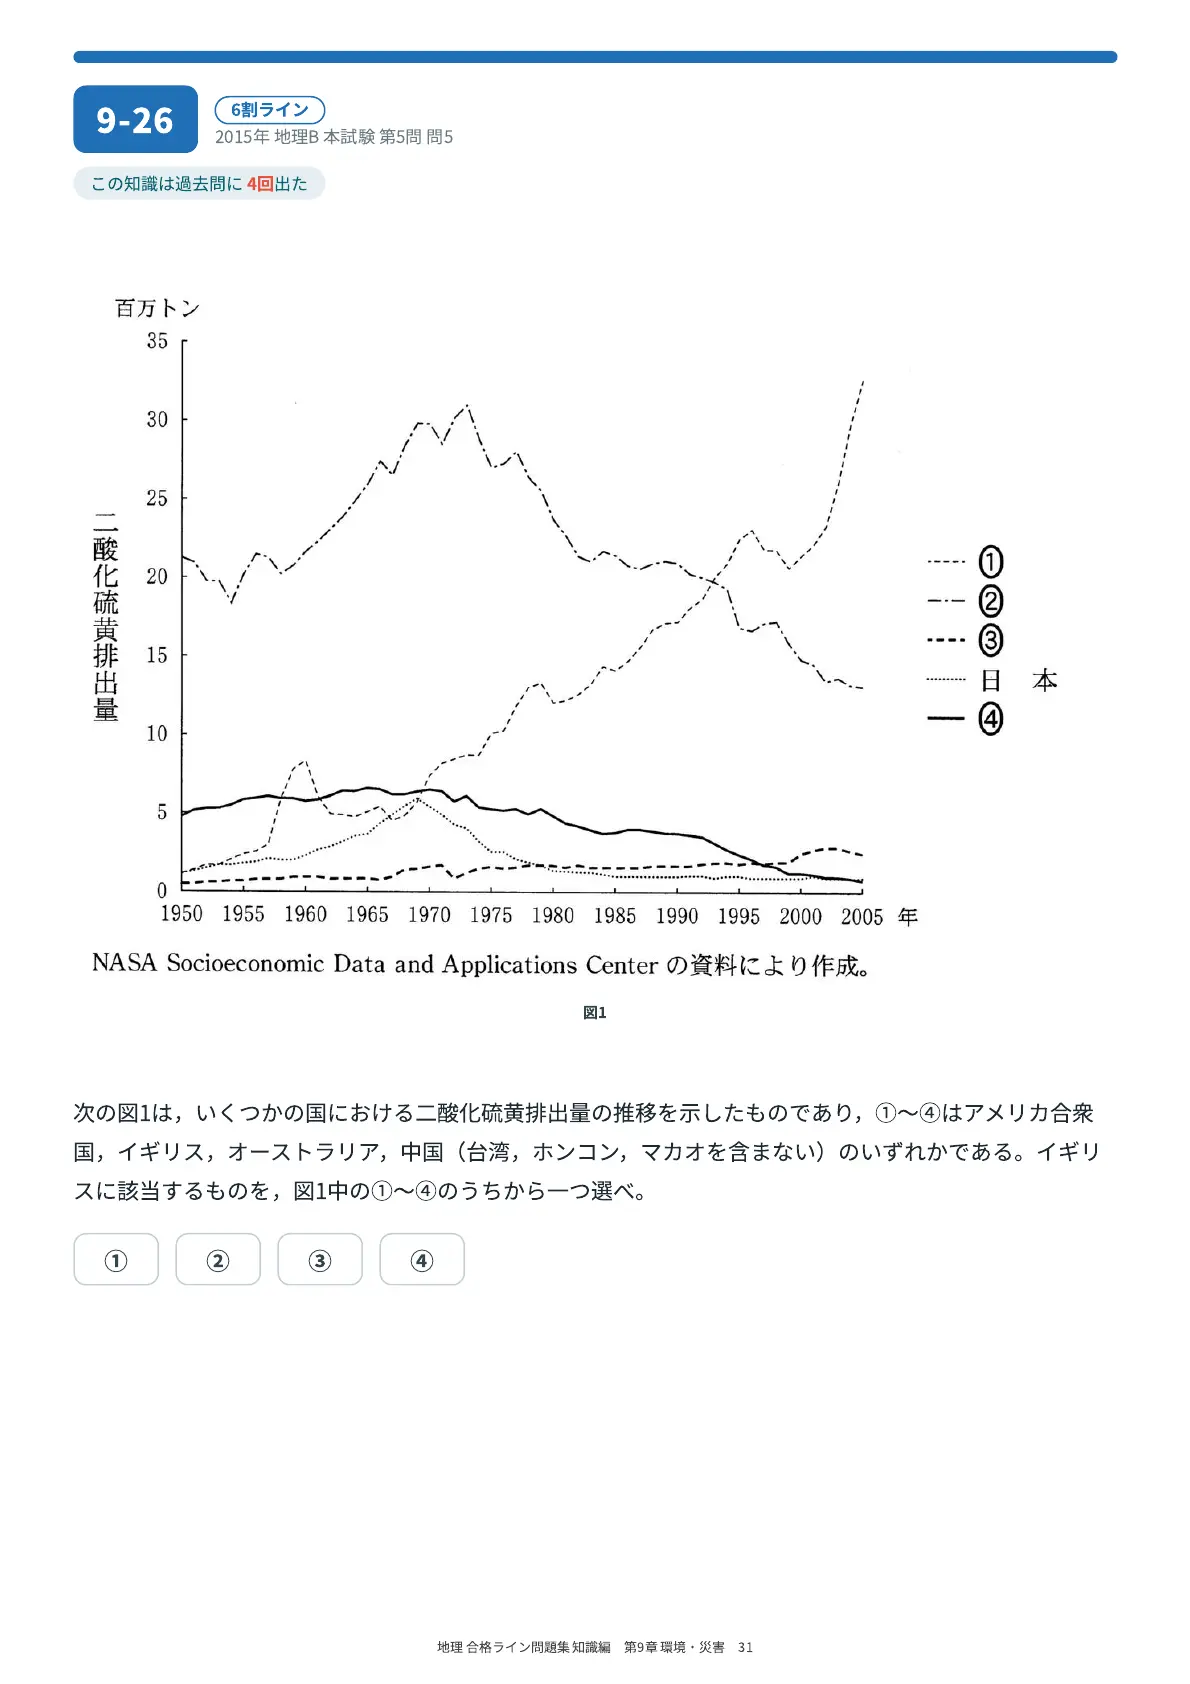 9-26
6割ライン
2015年 地理B 本試験 第5問 問5
この知識は過去問に 4回出た
百万トン
35
30
25
20
15
10
5
0
二酸化硫黄排出量
1950 1955 1960 1965 1970 1975 1980 1985 1990 1995 2000 2005 年
①
②
③
日本
④
NASA Socioeconomic Data and Applications Center の資料により作成。
図1
次の図1は，いくつかの国における二酸化硫黄排出量の推移を示したものであり，①〜④はアメリカ合衆
国，イギリス，オーストラリア，中国（台湾，ホンコン，マカオを含まない）のいずれかである。イギリ
スに該当するものを，図1中の①〜④のうちから一つ選べ。
① ② ③ ④
地理 合格ライン問題集 知識編 第9章 環境・災害 31